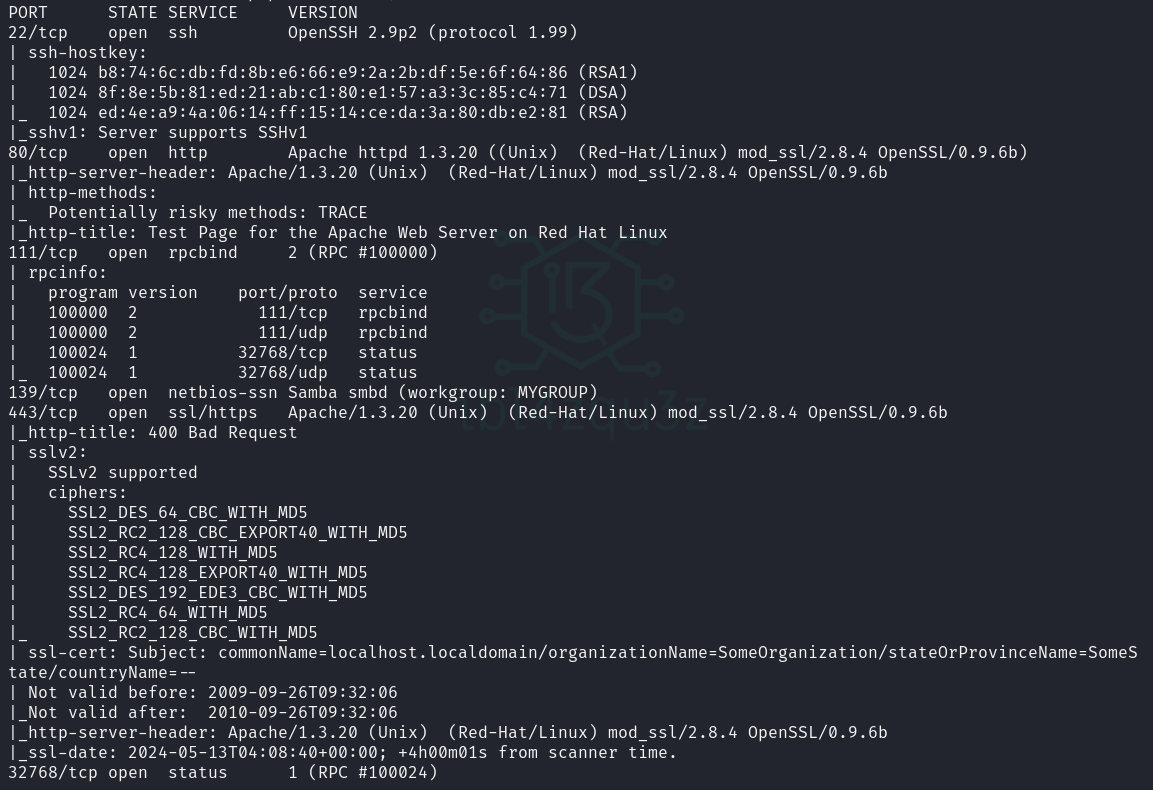 PORT      STATE SERVICE     VERSION
22/tcp    open  ssh         OpenSSH 2.9p2 (protocol 1.99)
| ssh-hostkey:
|   1024 b8:74:6c:db:fd:8b:e6:66:e9:2a:2b:df:5e:6f:64:86 (RSA1)
|   1024 8f:8e:5b:81:ed:21:ab:c1:80:e1:57:a3:3c:85:c4:71 (DSA)
|_  1024 ed:4e:a9:4a:06:14:ff:15:14:ce:da:3a:80:db:e2:81 (RSA)
|_sshv1: Server supports SSHv1
80/tcp    open  http        Apache httpd 1.3.20 ((Unix)  (Red-Hat/Linux) mod_ssl/2.8.4 OpenSSL/0.9.6b)
|_http-server-header: Apache/1.3.20 (Unix)  (Red-Hat/Linux) mod_ssl/2.8.4 OpenSSL/0.9.6b
| http-methods:
|_  Potentially risky methods: TRACE
|_http-title: Test Page for the Apache Web Server on Red Hat Linux
111/tcp   open  rpcbind     2 (RPC #100000)
| rpcinfo:
|   program version    port/proto  service
|   100000  2            111/tcp   rpcbind
|   100000  2            111/udp   rpcbind
|   100024  1          32768/tcp   status
|_  100024  1          32768/udp   status
139/tcp   open  netbios-ssn Samba smbd (workgroup: MYGROUP)
443/tcp   open  ssl/https   Apache/1.3.20 (Unix)  (Red-Hat/Linux) mod_ssl/2.8.4 OpenSSL/0.9.6b
|_http-title: 400 Bad Request
| sslv2:
|   SSLv2 supported
|   ciphers:
|     SSL2_DES_64_CBC_WITH_MD5
|     SSL2_RC2_128_CBC_EXPORT40_WITH_MD5
|     SSL2_RC4_128_WITH_MD5
|     SSL2_RC4_128_EXPORT40_WITH_MD5
|     SSL2_DES_192_EDE3_CBC_WITH_MD5
|     SSL2_RC4_64_WITH_MD5
|_    SSL2_RC2_128_CBC_WITH_MD5
| ssl-cert: Subject: commonName=localhost.localdomain/organizationName=SomeOrganization/stateOrProvinceName=SomeS
tate/countryName=--
| Not valid before: 2009-09-26T09:32:06
|_Not valid after:  2010-09-26T09:32:06
|_http-server-header: Apache/1.3.20 (Unix)  (Red-Hat/Linux) mod_ssl/2.8.4 OpenSSL/0.9.6b
|_ssl-date: 2024-05-13T04:08:40+00:00; +4h00m01s from scanner time.
32768/tcp open  status      1 (RPC #100024)